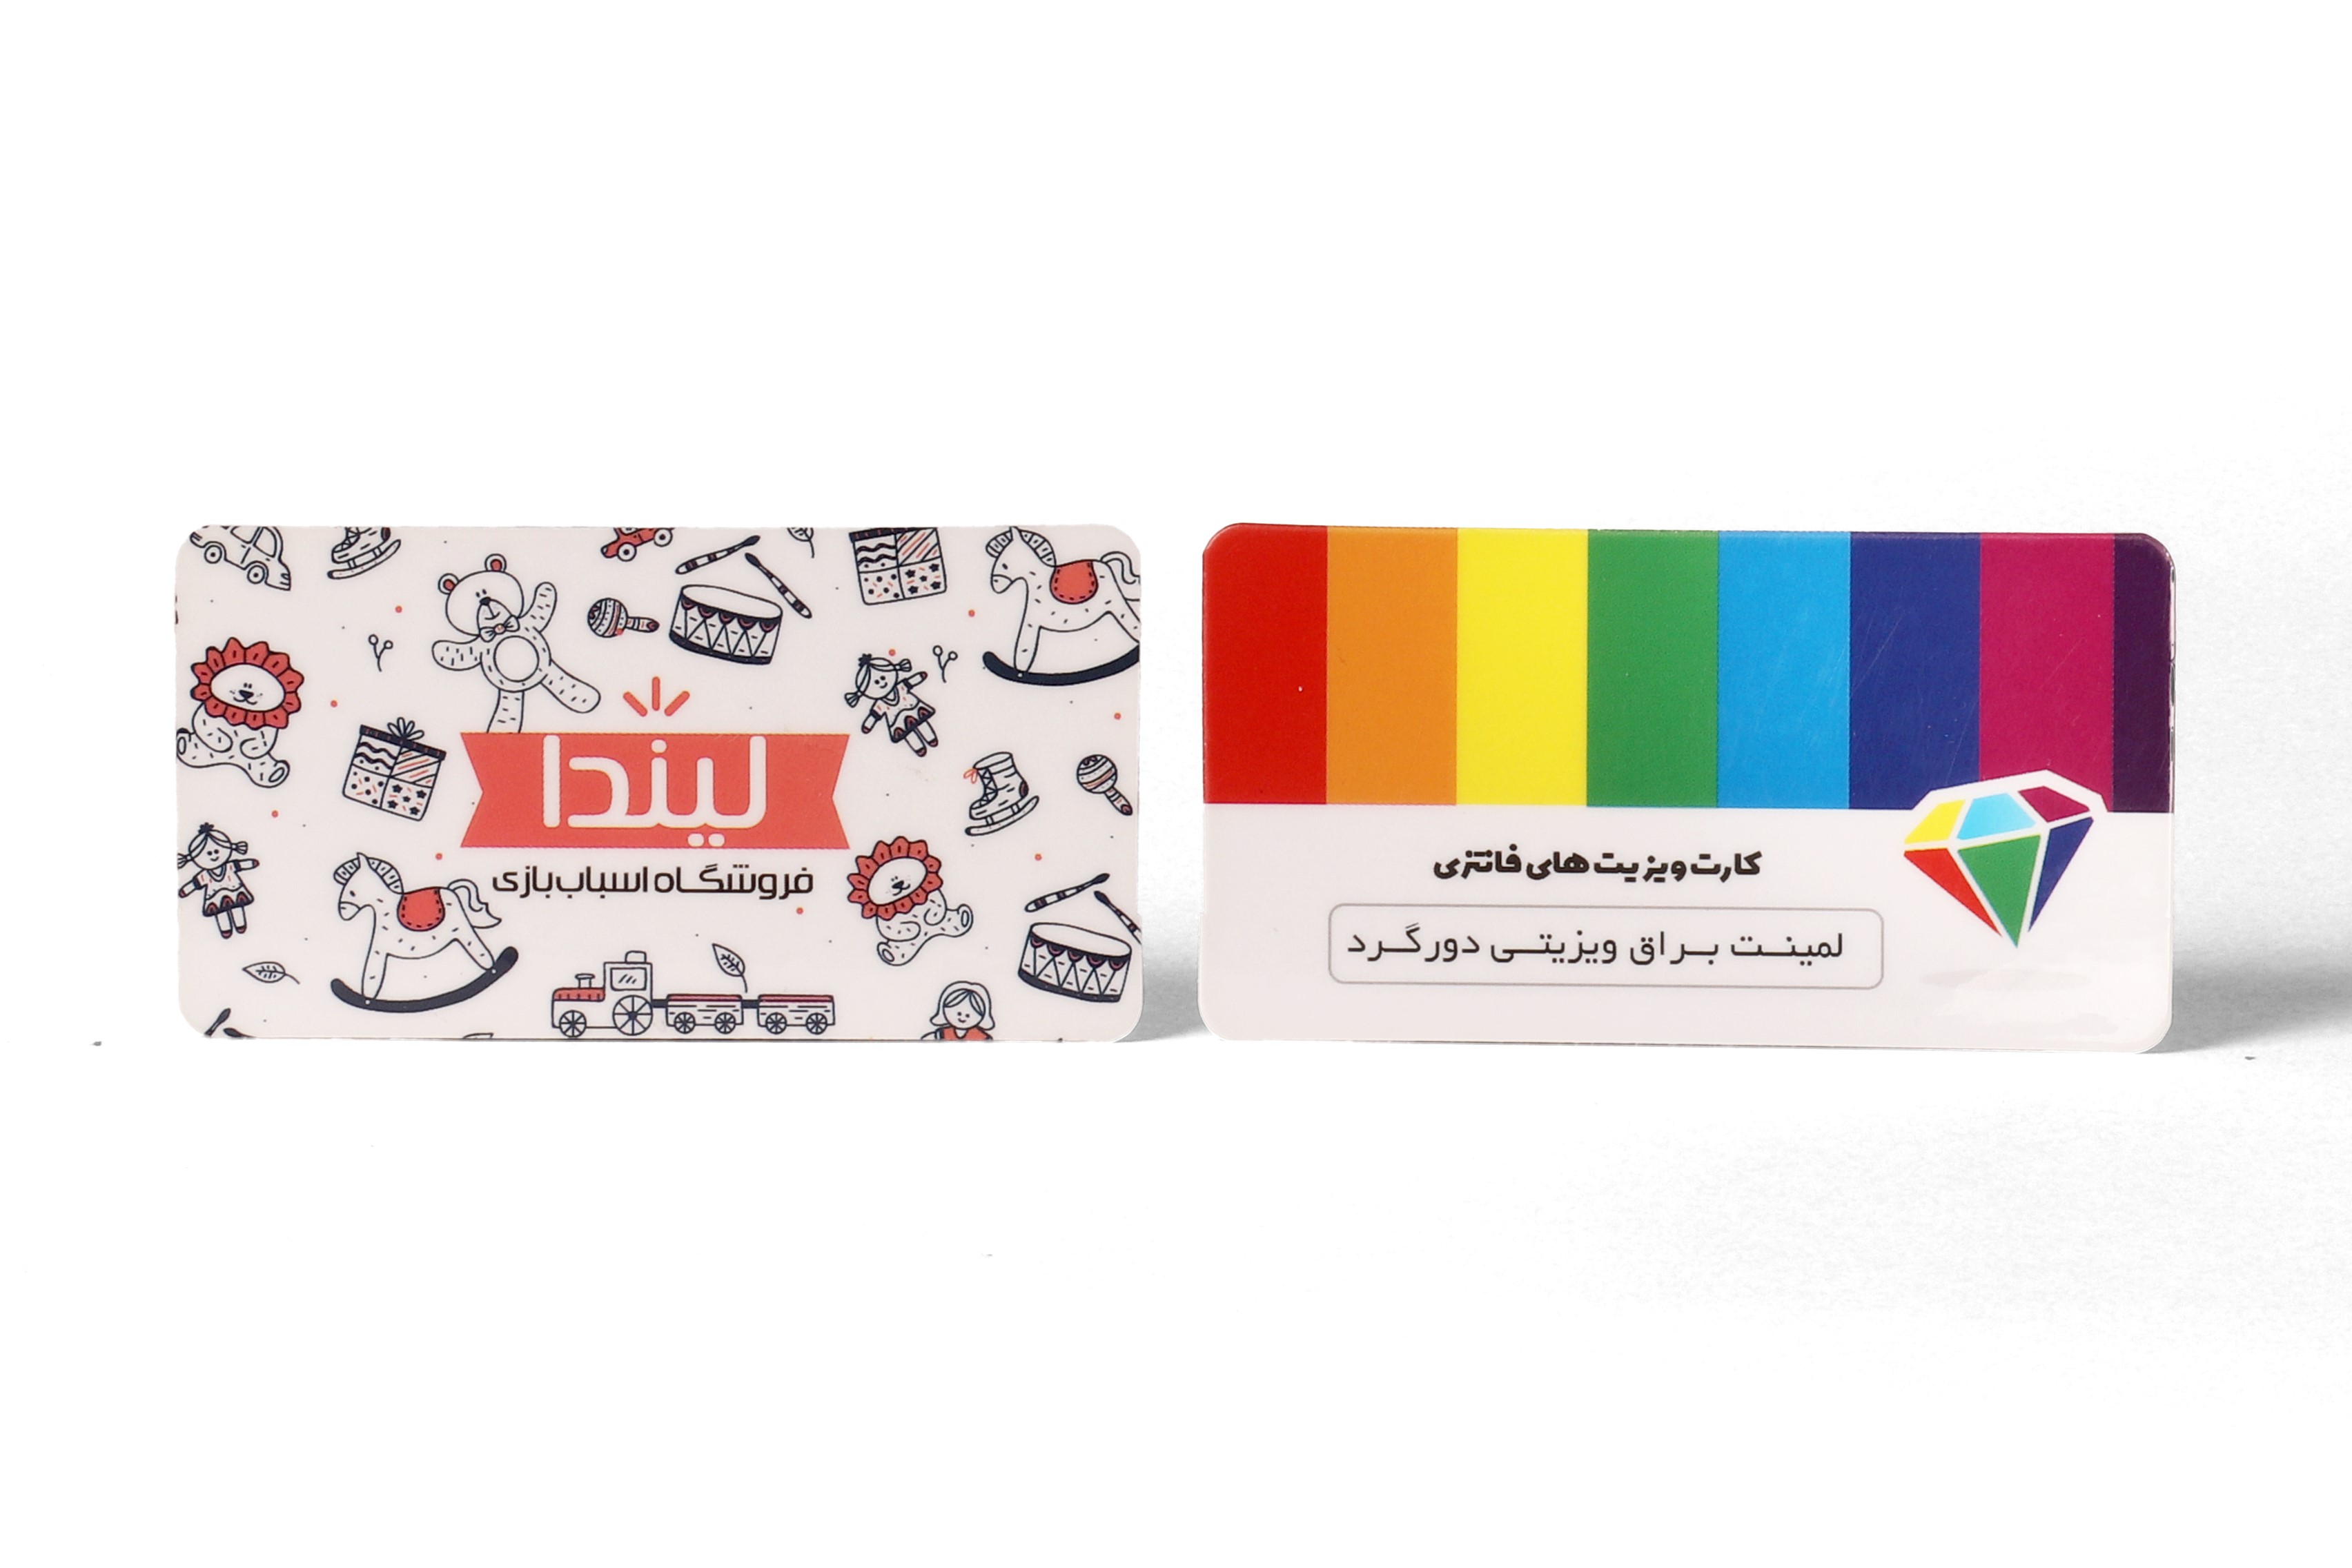 لیندا
فروشگاه اسباب‌بازی
کارت ویزیت های فانتزی
لمینت براق ویزیتی دورگرد